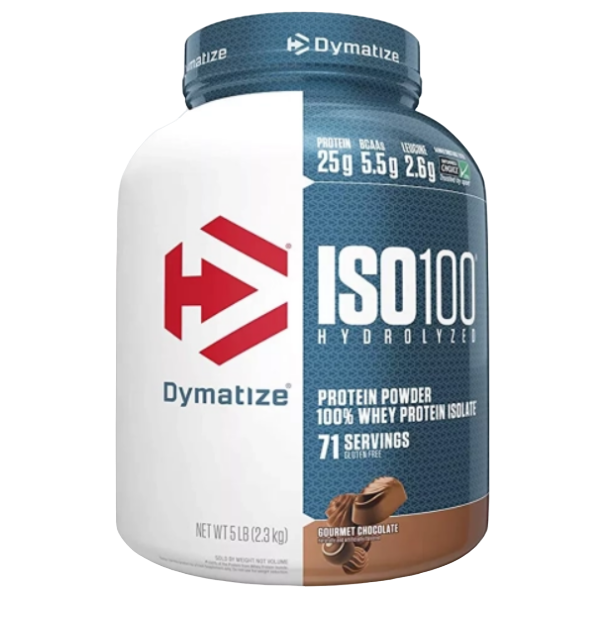 Dymatize
PROTEIN BCAAs LEUCINE
25g 5.5g 2.6g
ISO100
HYDROLYZED
Dymatize
PROTEIN POWDER
100% WHEY PROTEIN ISOLATE
71 SERVINGS
GLUTEN FREE
GOURMET CHOCOLATE
NET WT 5 LB (2.3 kg)
SOLD BY WEIGHT NOT VOLUME